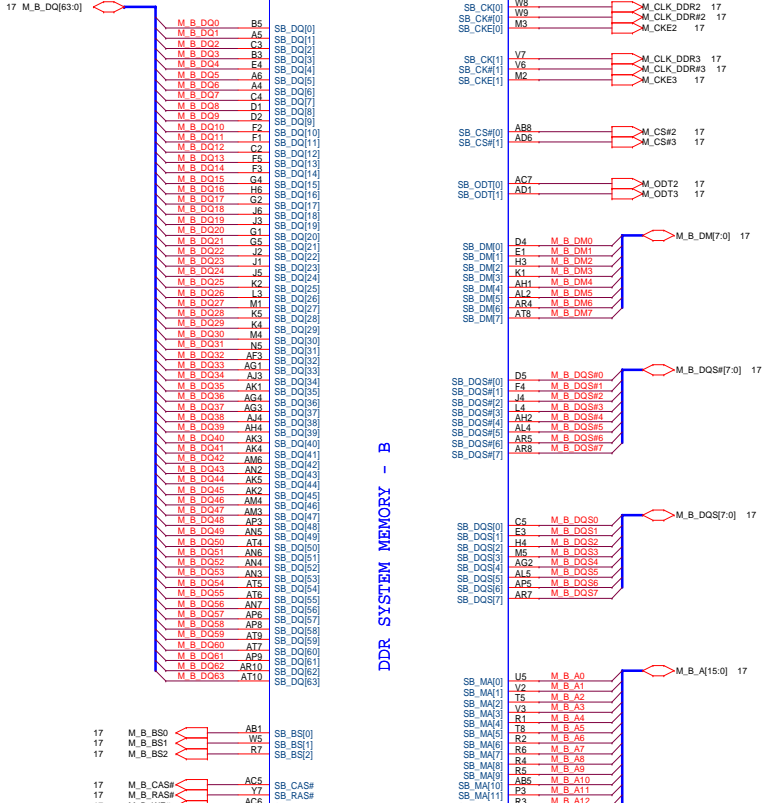 17 M_B_DQ[63:0]
M_B_DQ0 B5 SB_DQ[0]
M_B_DQ1 A5 SB_DQ[1]
M_B_DQ2 C3 SB_DQ[2]
M_B_DQ3 B3 SB_DQ[3]
M_B_DQ4 E4 SB_DQ[4]
M_B_DQ5 A6 SB_DQ[5]
M_B_DQ6 A4 SB_DQ[6]
M_B_DQ7 C4 SB_DQ[7]
M_B_DQ8 D1 SB_DQ[8]
M_B_DQ9 D2 SB_DQ[9]
M_B_DQ10 F2 SB_DQ[10]
M_B_DQ11 F1 SB_DQ[11]
M_B_DQ12 C2 SB_DQ[12]
M_B_DQ13 F5 SB_DQ[13]
M_B_DQ14 F3 SB_DQ[14]
M_B_DQ15 G4 SB_DQ[15]
M_B_DQ16 H6 SB_DQ[16]
M_B_DQ17 G2 SB_DQ[17]
M_B_DQ18 J6 SB_DQ[18]
M_B_DQ19 J3 SB_DQ[19]
M_B_DQ20 G1 SB_DQ[20]
M_B_DQ21 G5 SB_DQ[21]
M_B_DQ22 J2 SB_DQ[22]
M_B_DQ23 J1 SB_DQ[23]
M_B_DQ24 J5 SB_DQ[24]
M_B_DQ25 K2 SB_DQ[25]
M_B_DQ26 L3 SB_DQ[26]
M_B_DQ27 M1 SB_DQ[27]
M_B_DQ28 K5 SB_DQ[28]
M_B_DQ29 K4 SB_DQ[29]
M_B_DQ30 M4 SB_DQ[30]
M_B_DQ31 N5 SB_DQ[31]
M_B_DQ32 AF3 SB_DQ[32]
M_B_DQ33 AG1 SB_DQ[33]
M_B_DQ34 AJ3 SB_DQ[34]
M_B_DQ35 AK1 SB_DQ[35]
M_B_DQ36 AG4 SB_DQ[36]
M_B_DQ37 AG3 SB_DQ[37]
M_B_DQ38 AJ4 SB_DQ[38]
M_B_DQ39 AH4 SB_DQ[39]
M_B_DQ40 AK3 SB_DQ[40]
M_B_DQ41 AK4 SB_DQ[41]
M_B_DQ42 AM6 SB_DQ[42]
M_B_DQ43 AN2 SB_DQ[43]
M_B_DQ44 AK5 SB_DQ[44]
M_B_DQ45 AK2 SB_DQ[45]
M_B_DQ46 AM4 SB_DQ[46]
M_B_DQ47 AM3 SB_DQ[47]
M_B_DQ48 AP3 SB_DQ[48]
M_B_DQ49 AN5 SB_DQ[49]
M_B_DQ50 AT4 SB_DQ[50]
M_B_DQ51 AN6 SB_DQ[51]
M_B_DQ52 AN4 SB_DQ[52]
M_B_DQ53 AN3 SB_DQ[53]
M_B_DQ54 AT5 SB_DQ[54]
M_B_DQ55 AT6 SB_DQ[55]
M_B_DQ56 AN7 SB_DQ[56]
M_B_DQ57 AP6 SB_DQ[57]
M_B_DQ58 AP8 SB_DQ[58]
M_B_DQ59 AT9 SB_DQ[59]
M_B_DQ60 AT7 SB_DQ[60]
M_B_DQ61 AP9 SB_DQ[61]
M_B_DQ62 AR10 SB_DQ[62]
M_B_DQ63 AT10 SB_DQ[63]
17 M_B_BS0 AB1 SB_BS[0]
17 M_B_BS1 W5 SB_BS[1]
17 M_B_BS2 R7 SB_BS[2]
17 M_B_CAS# AC5 SB_CAS#
17 M_B_RAS# Y7 SB_RAS#
AC6
DDR SYSTEM MEMORY - B
SB_CK[0] W8 M_CLK_DDR2 17
SB_CK#[0] W9 M_CLK_DDR#2 17
SB_CKE[0] M3 M_CKE2 17
SB_CK[1] V7 M_CLK_DDR3 17
SB_CK#[1] V6 M_CLK_DDR#3 17
SB_CKE[1] M2 M_CKE3 17
SB_CS#[0] AB8 M_CS#2 17
SB_CS#[1] AD6 M_CS#3 17
SB_ODT[0] AC7 M_ODT2 17
SB_ODT[1] AD1 M_ODT3 17
M_B_DM[7:0] 17
SB_DM[0] D4 M_B_DM0
SB_DM[1] E1 M_B_DM1
SB_DM[2] H3 M_B_DM2
SB_DM[3] K1 M_B_DM3
SB_DM[4] AH1 M_B_DM4
SB_DM[5] AL2 M_B_DM5
SB_DM[6] AR4 M_B_DM6
SB_DM[7] AT8 M_B_DM7
M_B_DQS#[7:0] 17
SB_DQS#[0] D5 M_B_DQS#0
SB_DQS#[1] F4 M_B_DQS#1
SB_DQS#[2] J4 M_B_DQS#2
SB_DQS#[3] L4 M_B_DQS#3
SB_DQS#[4] AH2 M_B_DQS#4
SB_DQS#[5] AL4 M_B_DQS#5
SB_DQS#[6] AR5 M_B_DQS#6
SB_DQS#[7] AR8 M_B_DQS#7
M_B_DQS[7:0] 17
SB_DQS[0] C5 M_B_DQS0
SB_DQS[1] E3 M_B_DQS1
SB_DQS[2] H4 M_B_DQS2
SB_DQS[3] M5 M_B_DQS3
SB_DQS[4] AG2 M_B_DQS4
SB_DQS[5] AL5 M_B_DQS5
SB_DQS[6] AP5 M_B_DQS6
SB_DQS[7] AR7 M_B_DQS7
M_B_A[15:0] 17
SB_MA[0] U5 M_B_A0
SB_MA[1] V2 M_B_A1
SB_MA[2] T5 M_B_A2
SB_MA[3] V3 M_B_A3
SB_MA[4] R1 M_B_A4
SB_MA[5] T8 M_B_A5
SB_MA[6] R2 M_B_A6
SB_MA[7] R6 M_B_A7
SB_MA[8] R4 M_B_A8
SB_MA[9] R5 M_B_A9
SB_MA[10] AB5 M_B_A10
SB_MA[11] P3 M_B_A11
R3 M_B_A12